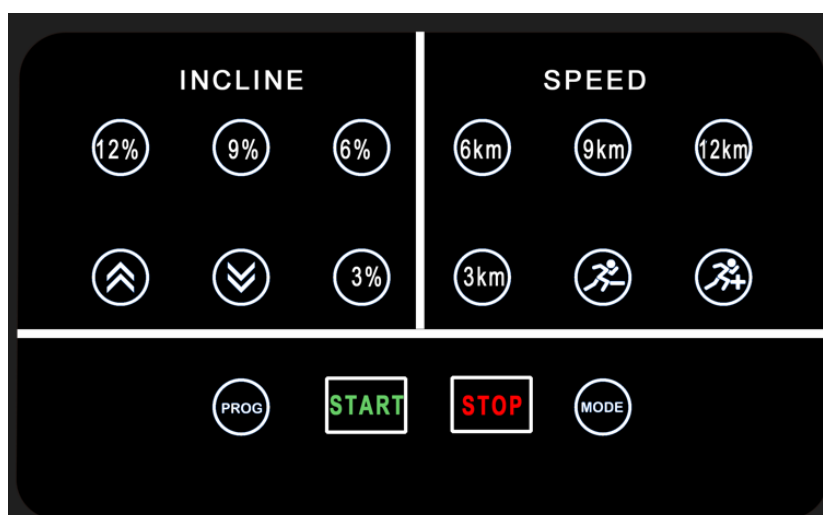 INCLINE
12% 9% 6%
3%
SPEED
6km 9km 12km
3km
PROG START STOP MODE